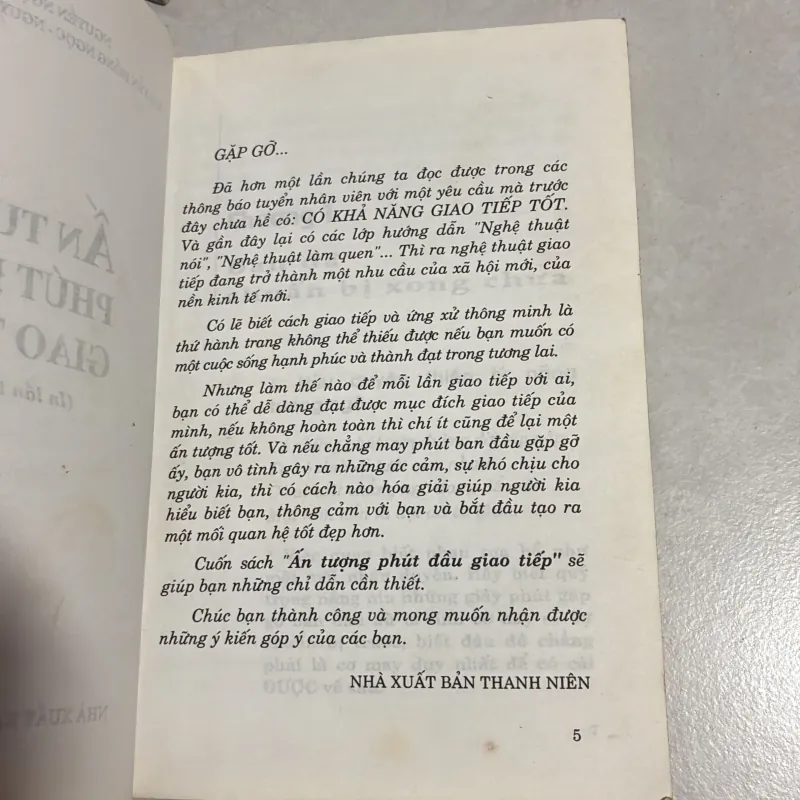 GẶP GỠ...
Đã hơn một lần chúng ta đọc được trong các
thông báo tuyển nhân viên với một yêu cầu mà trước
đây chưa hề có: CÓ KHẢ NĂNG GIAO TIẾP TỐT.
Và gần đây lại có các lớp hướng dẫn "Nghệ thuật
nói", "Nghệ thuật làm quen"... Thì ra nghệ thuật giao
tiếp đang trở thành một nhu cầu của xã hội mới, của
nền kinh tế mới.
Có lẽ biết cách giao tiếp và ứng xử thông minh là
thứ hành trang không thể thiếu được nếu bạn muốn có
một cuộc sống hạnh phúc và thành đạt trong tương lai.
Nhưng làm thế nào để mỗi lần giao tiếp với ai,
bạn có thể dễ dàng đạt được mục đích giao tiếp của
mình, nếu không hoàn toàn thì chí ít cũng để lại một
ấn tượng tốt. Và nếu chẳng may phút ban đầu gặp gỡ
ấy, bạn vô tình gây ra những ác cảm, sự khó chịu cho
người kia, thì có cách nào hóa giải giúp người kia
hiểu biết bạn, thông cảm với bạn và bắt đầu tạo ra
một mối quan hệ tốt đẹp hơn.
Cuốn sách "Ấn tượng phút đầu giao tiếp" sẽ
giúp bạn những chỉ dẫn cần thiết.
Chúc bạn thành công và mong muốn nhận được
những ý kiến góp ý của các bạn.
NHÀ XUẤT BẢN THANH NIÊN
5